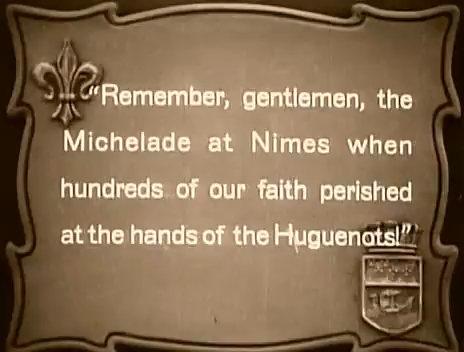 "Remember, gentlemen, the
Michelade at Nimes when
hundreds of our faith perished
at the hands of the Huguenots!"